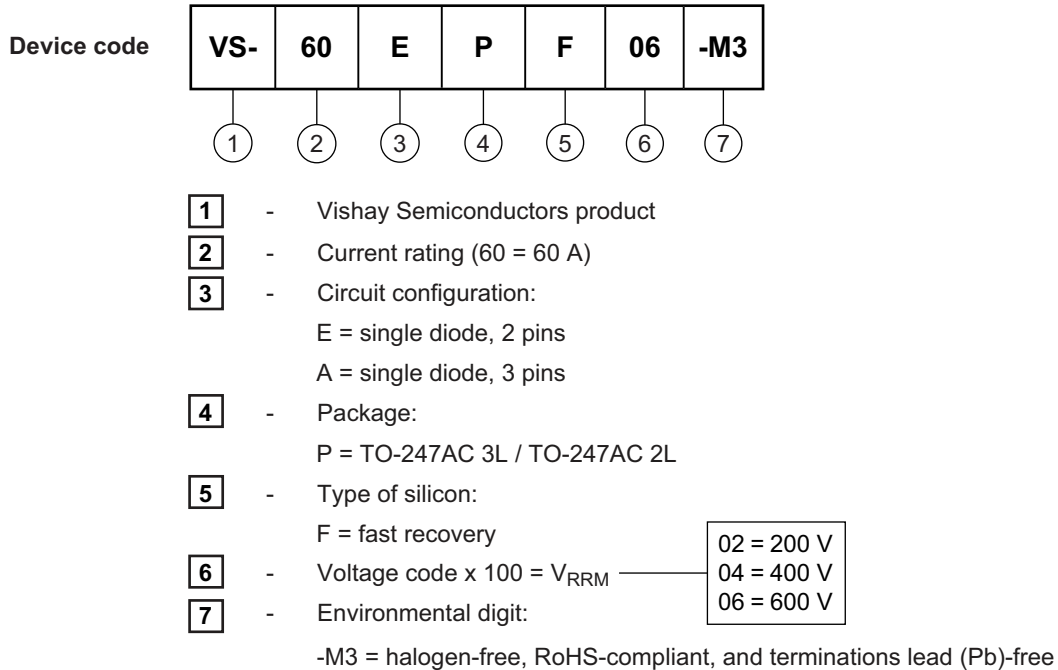 Device code VS- 60 E P F 06 -M3
1 2 3 4 5 6 7
1 - Vishay Semiconductors product
2 - Current rating (60 = 60 A)
3 - Circuit configuration:
E = single diode, 2 pins
A = single diode, 3 pins
4 - Package:
P = TO-247AC 3L / TO-247AC 2L
5 - Type of silicon:
F = fast recovery
6 - Voltage code x 100 = VRRM
02 = 200 V
04 = 400 V
06 = 600 V
7 - Environmental digit:
-M3 = halogen-free, RoHS-compliant, and terminations lead (Pb)-free